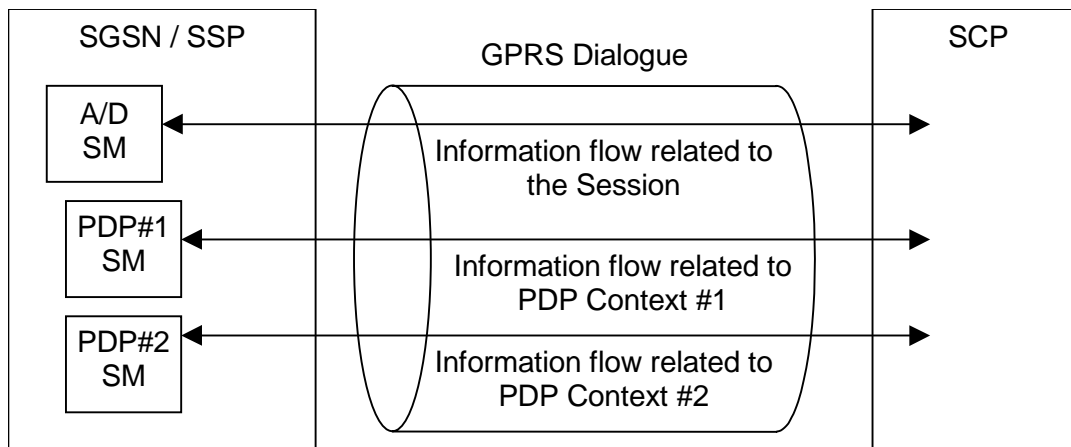 SGSN / SSP
GPRS Dialogue
SCP
A/D
SM
Information flow related to
the Session
PDP#1
SM
Information flow related to
PDP Context #1
PDP#2
SM
Information flow related to
PDP Context #2